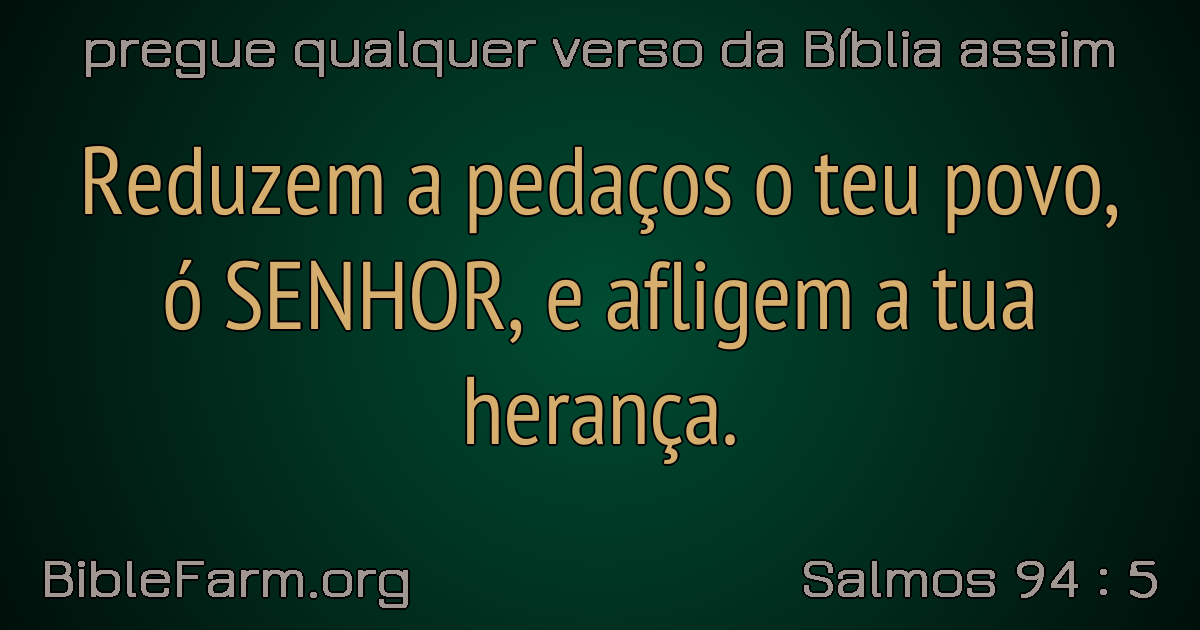 pregue qualquer verso da Bíblia assim
Reduzem a pedaços o teu povo,
ó SENHOR, e afligem a tua
herança.
BibleFarm.org
Salmos 94 : 5